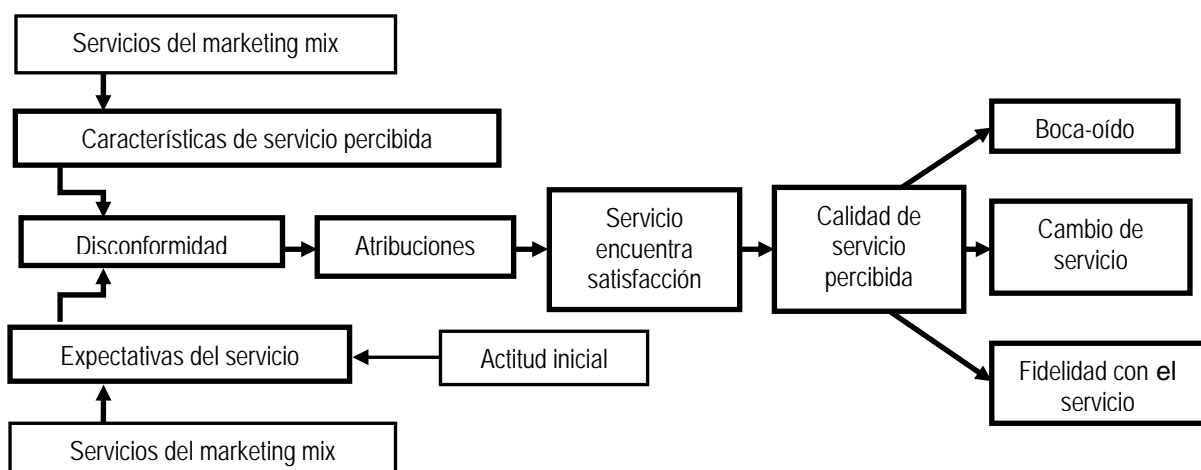 Servicios del marketing mix
Características de servicio percibida
Boca-oído
Disconformidad
Atribuciones
Servicio
encuentra
satisfacción
Calidad de
servicio
percibida
Cambio de
servicio
Expectativas del servicio
Actitud inicial
Fidelidad con el
servicio
Servicios del marketing mix